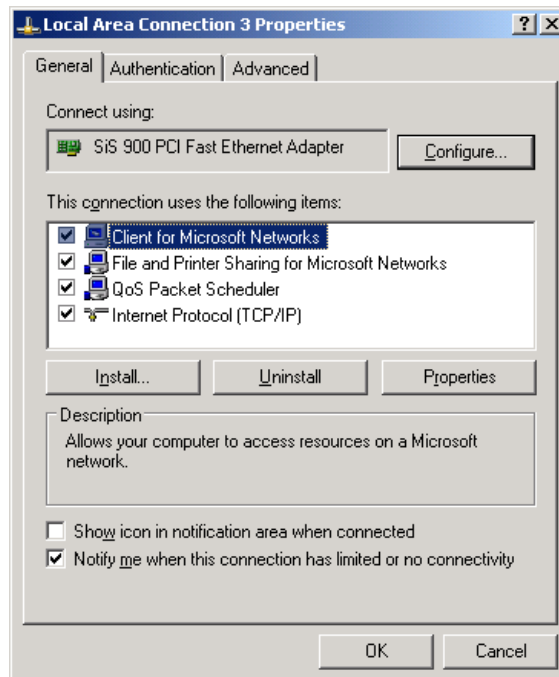 Local Area Connection 3 Properties
General Authentication Advanced
Connect using:
SiS 900 PCI Fast Ethernet Adapter Configure...
This connection uses the following items:
Client for Microsoft Networks
File and Printer Sharing for Microsoft Networks
QoS Packet Scheduler
Internet Protocol (TCP/IP)
Install... Uninstall Properties
Description
Allows your computer to access resources on a Microsoft
network.
Show icon in notification area when connected
Notify me when this connection has limited or no connectivity
OK Cancel